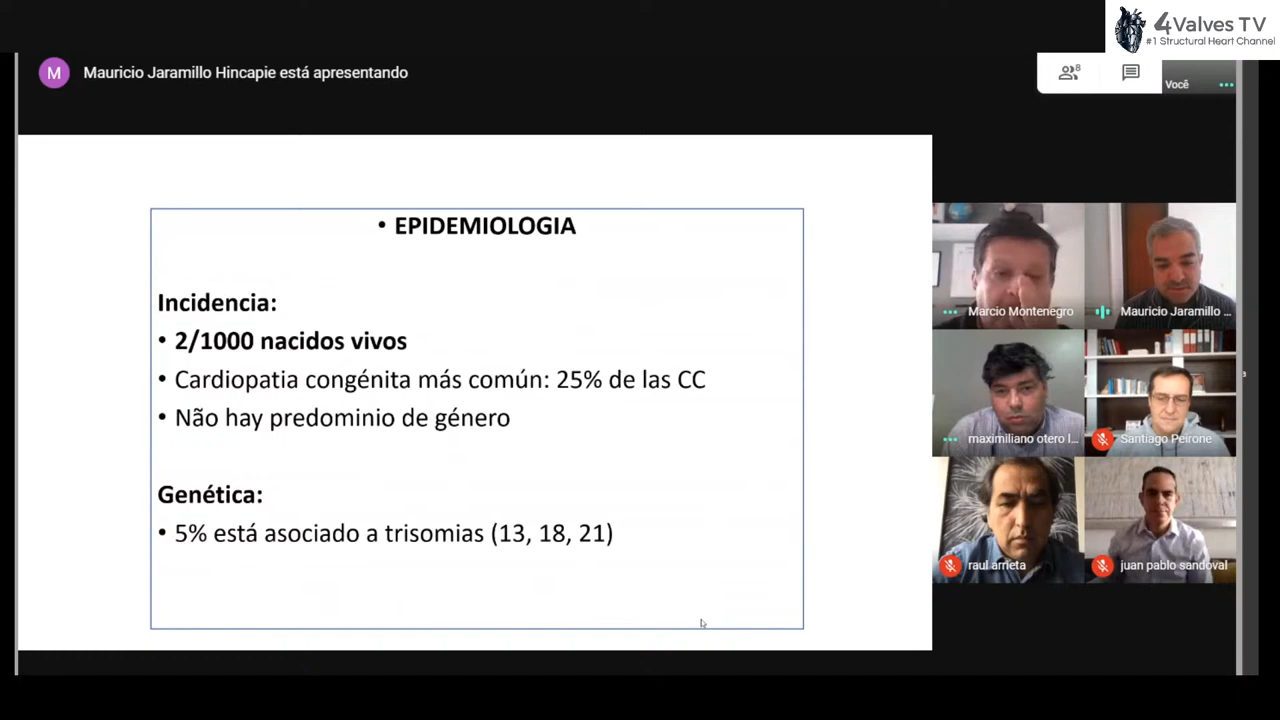 4Valves TV
#1 Structural Heart Channel
M
Mauricio Jaramillo Hincapie está apresentando
8
Você
• EPIDEMIOLOGIA
Incidencia:
• 2/1000 nacidos vivos
• Cardiopatia congénita más común: 25% de las CC
• Não hay predominio de género
Genética:
• 5% está asociado a trisomias (13, 18, 21)
Marcio Montenegro
Mauricio Jaramillo ...
maximiliano otero l...
Santiago Peirone
raul arrieta
juan pablo sandoval